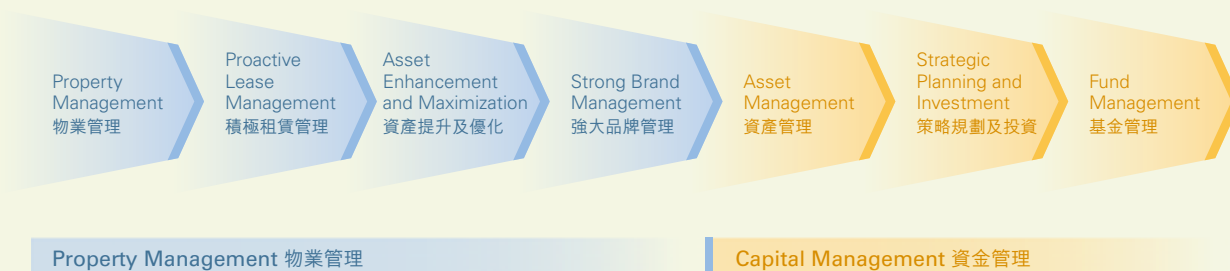 Property
Management
物業管理
Proactive
Lease
Management
積極租賃管理
Asset
Enhancement
and Maximization
資產提升及優化
Strong Brand
Management
強大品牌管理
Asset
Management
資產管理
Strategic
Planning and
Investment
策略規劃及投資
Fund
Management
基金管理
Property Management 物業管理
Capital Management 資金管理